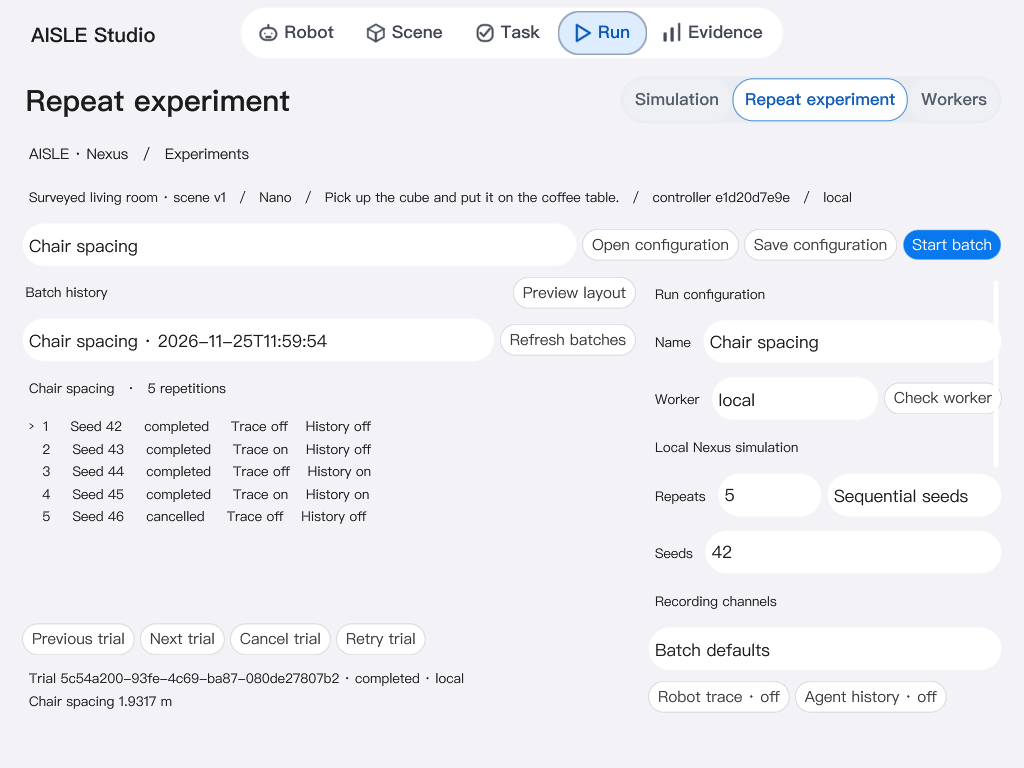 AISLE Studio
Robot
Scene
Task
Run
Evidence
Repeat experiment
Simulation
Repeat experiment
Workers
AISLE · Nexus / Experiments
Surveyed living room · scene v1 / Nano / Pick up the cube and put it on the coffee table. / controller e1d20d7e9e / local
Chair spacing
Open configuration
Save configuration
Start batch
Batch history
Preview layout
Chair spacing · 2026-11-25T11:59:54
Refresh batches
Chair spacing · 5 repetitions
> 1 Seed 42 completed Trace off History off
2 Seed 43 completed Trace on History off
3 Seed 44 completed Trace off History on
4 Seed 45 completed Trace on History on
5 Seed 46 cancelled Trace off History off
Previous trial
Next trial
Cancel trial
Retry trial
Trial 5c54a200-93fe-4c69-ba87-080de27807b2 · completed · local
Chair spacing 1.9317 m
Run configuration
Name Chair spacing
Worker local Check worker
Local Nexus simulation
Repeats 5 Sequential seeds
Seeds 42
Recording channels
Batch defaults
Robot trace · off
Agent history · off